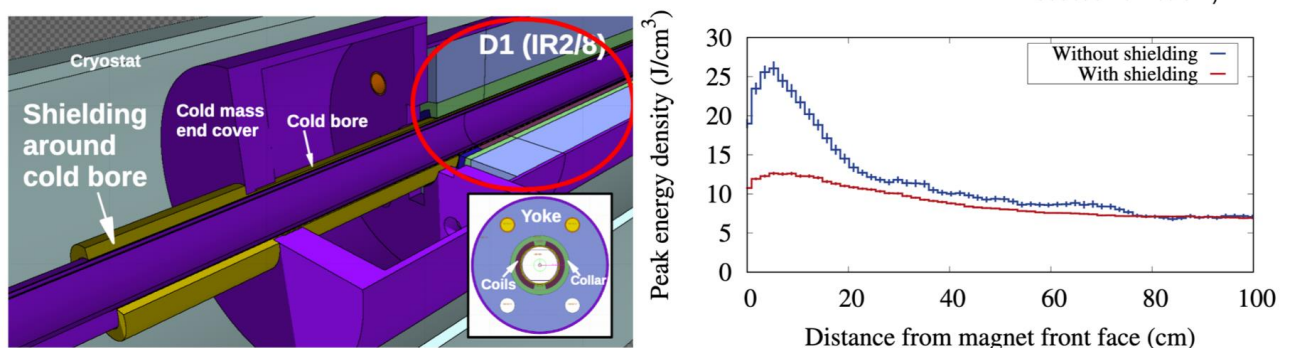 Cryostat
D1 (IR2/8)
Shielding
around
cold bore
Cold mass
end cover
Cold bore
Yoke
Coils
Collar
Peak energy density (J/cm³)
30
25
20
15
10
5
0
Without shielding
With shielding
0 20 40 60 80 100
Distance from magnet front face (cm)